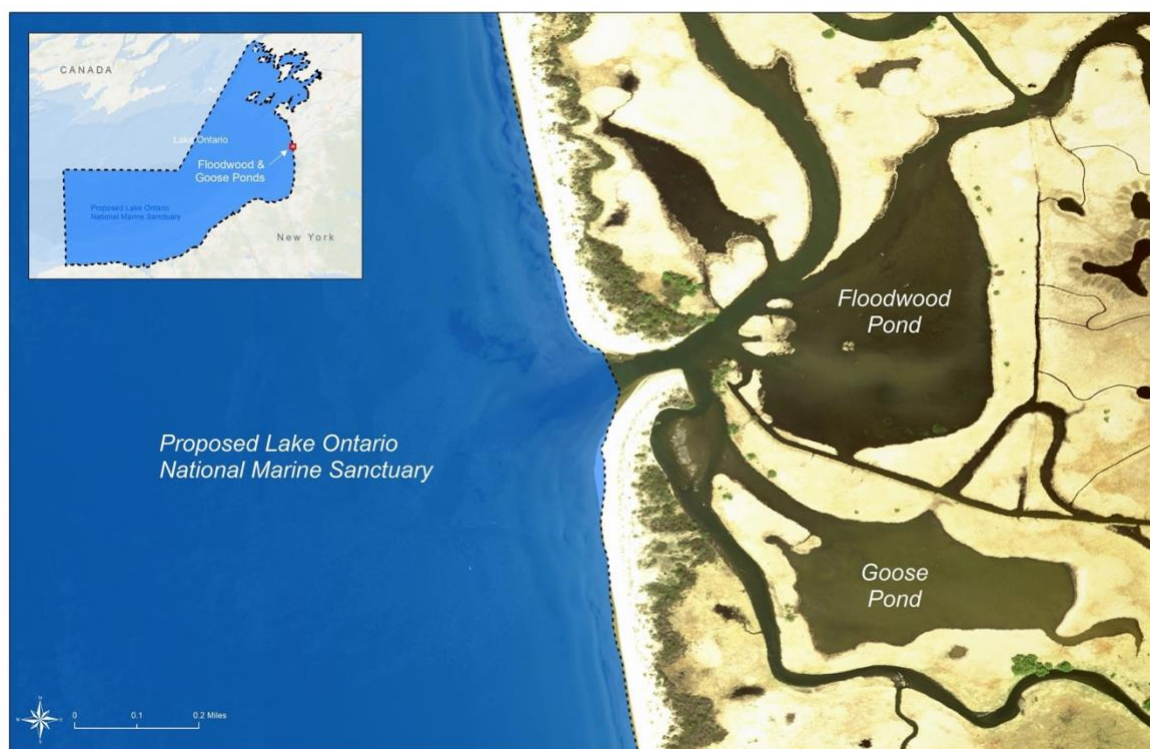 CANADA
Lake Ontario
Floodwood &
Goose Ponds
Proposed Lake Ontario
National Marine Sanctuary
New York
Floodwood
Pond
Proposed Lake Ontario
National Marine Sanctuary
Goose
Pond
0 0.1 0.2 Miles